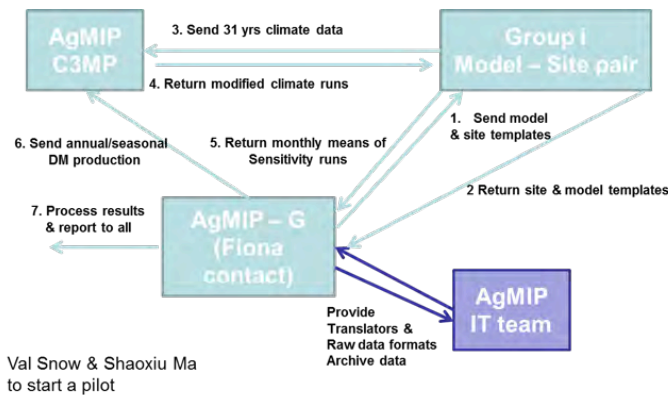 AgMIP
C3MP
3. Send 31 yrs climate data
4. Return modified climate runs
Group i
Model – Site pair
1. Send model
& site templates
6. Send annual/seasonal
DM production
5. Return monthly means of
Sensitivity runs
2 Return site & model templates
7. Process results
& report to all
AgMIP – G
(Fiona
contact)
AgMIP
IT team
Provide
Translators &
Raw data formats
Archive data
Val Snow & Shaoxiu Ma
to start a pilot